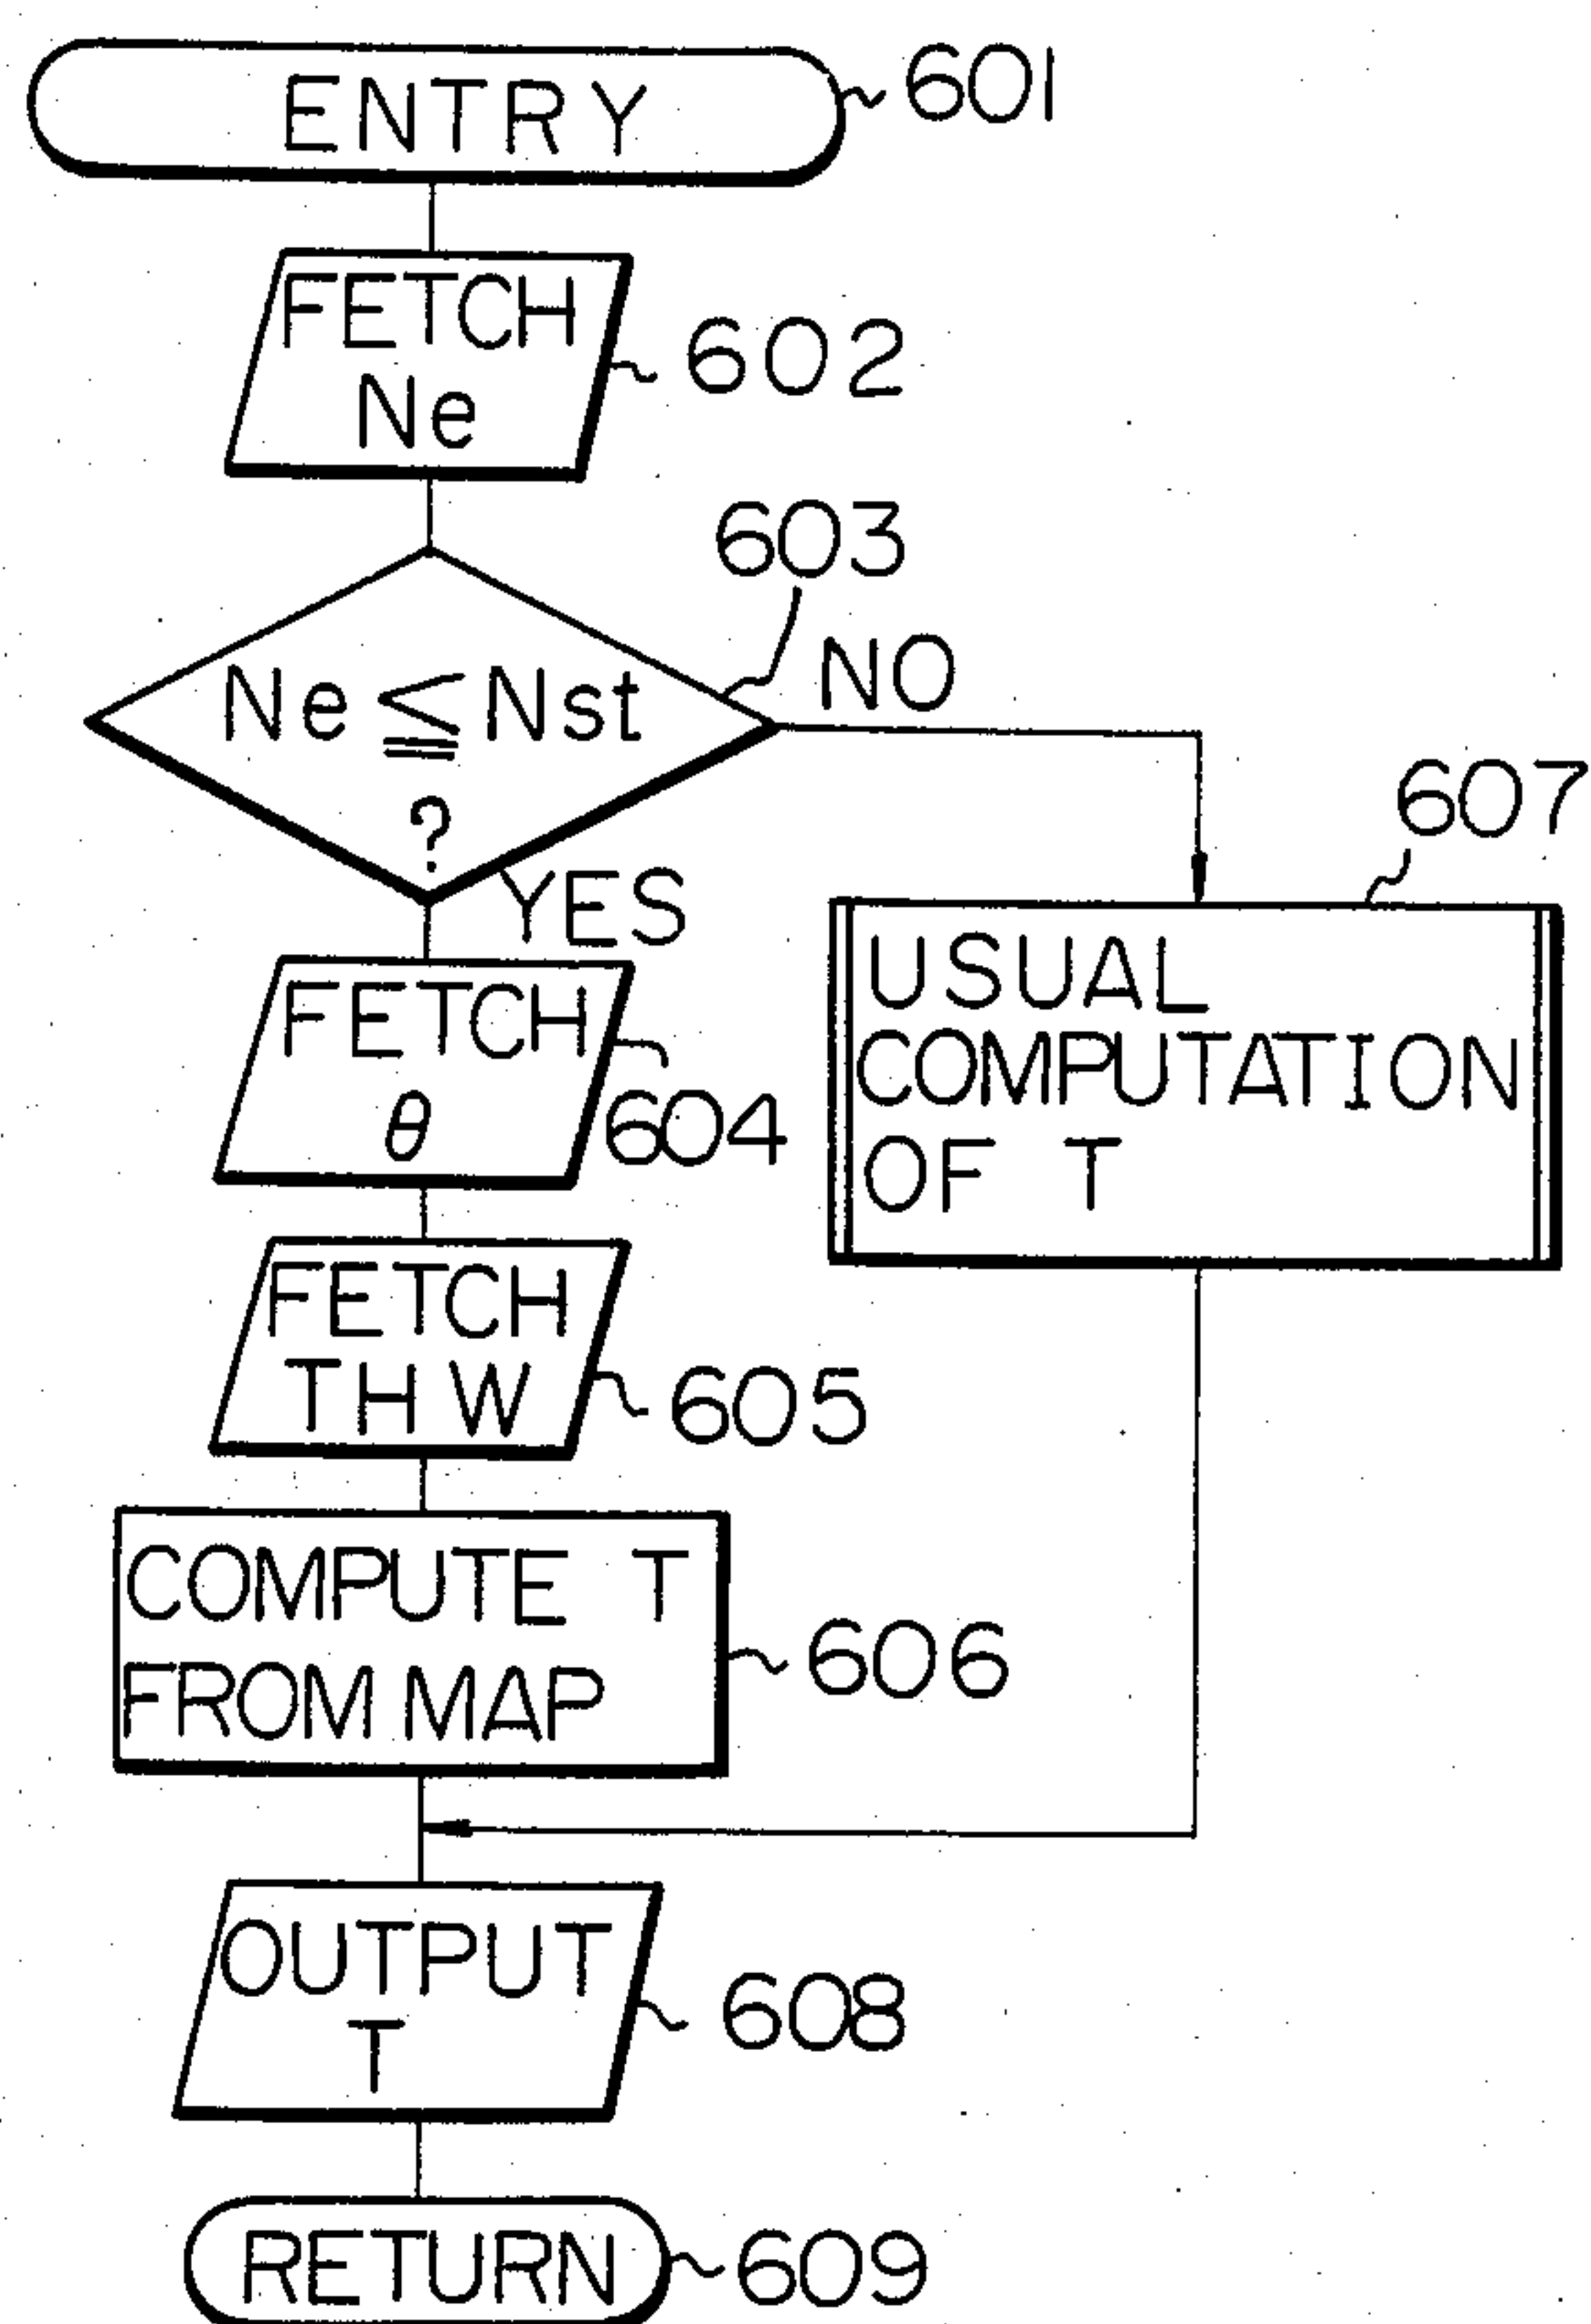 ENTRY
601
FETCH
Ne
602
603
Ne ≦ Nst
?
NO
YES
607
FETCH
θ
604
USUAL
COMPUTATION
OF T
FETCH
THW
605
COMPUTE T
FROM MAP
606
OUTPUT
T
608
RETURN
609